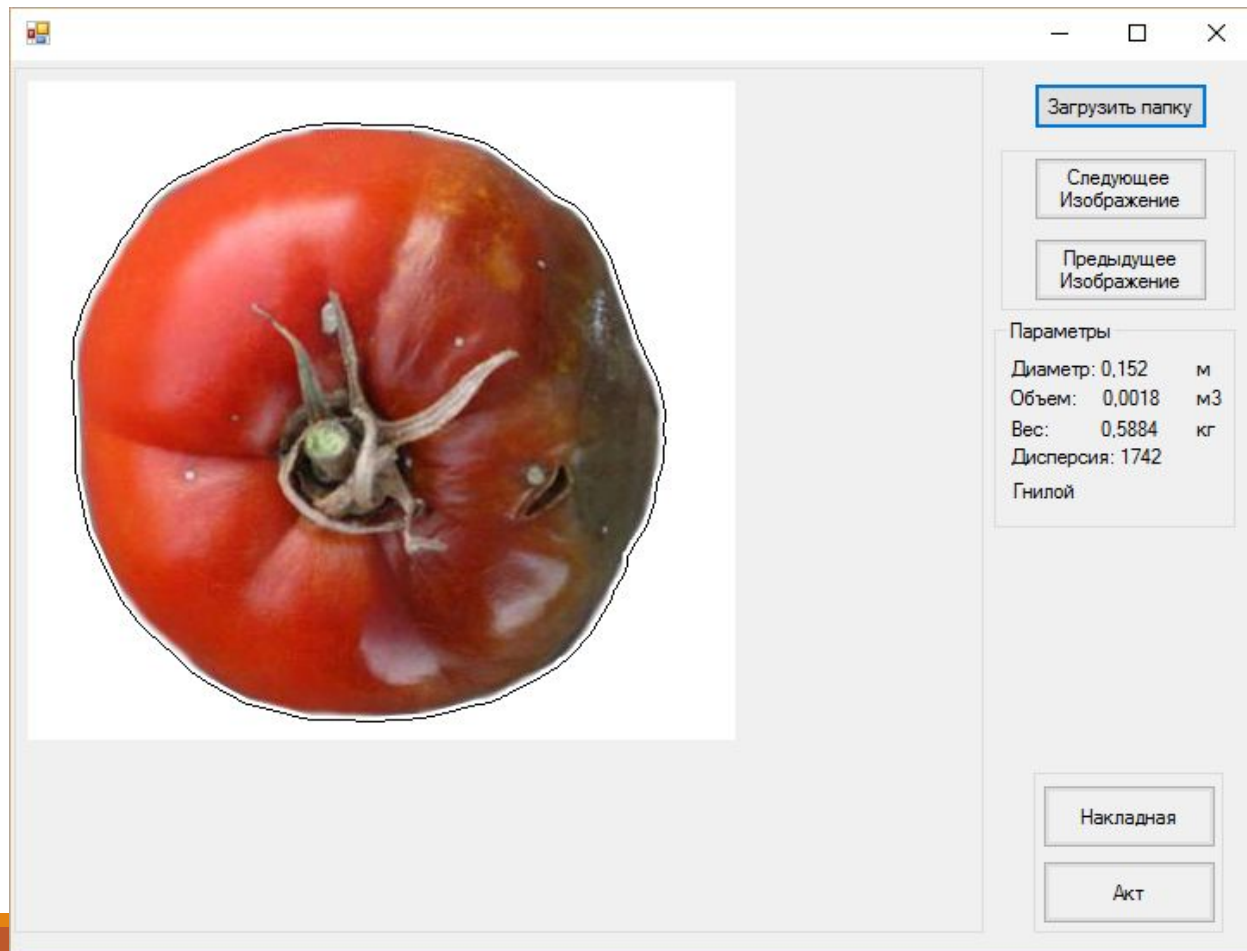 Загрузить папку
Следующее
Изображение
Предыдущее
Изображение
Параметры
Диаметр: 0,152 м
Объем: 0,0018 м3
Вес: 0,5884 кг
Дисперсия: 1742
Гнилой
Накладная
Акт